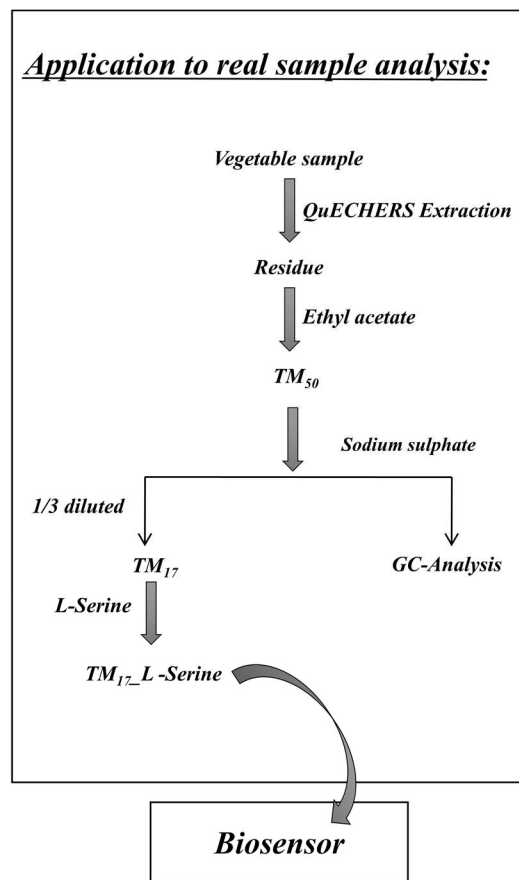 Application to real sample analysis:
Vegetable sample
QuECHERS Extraction
Residue
Ethyl acetate
TM50
Sodium sulphate
1/3 diluted
TM17
GC-Analysis
L-Serine
TM17_L -Serine
Biosensor